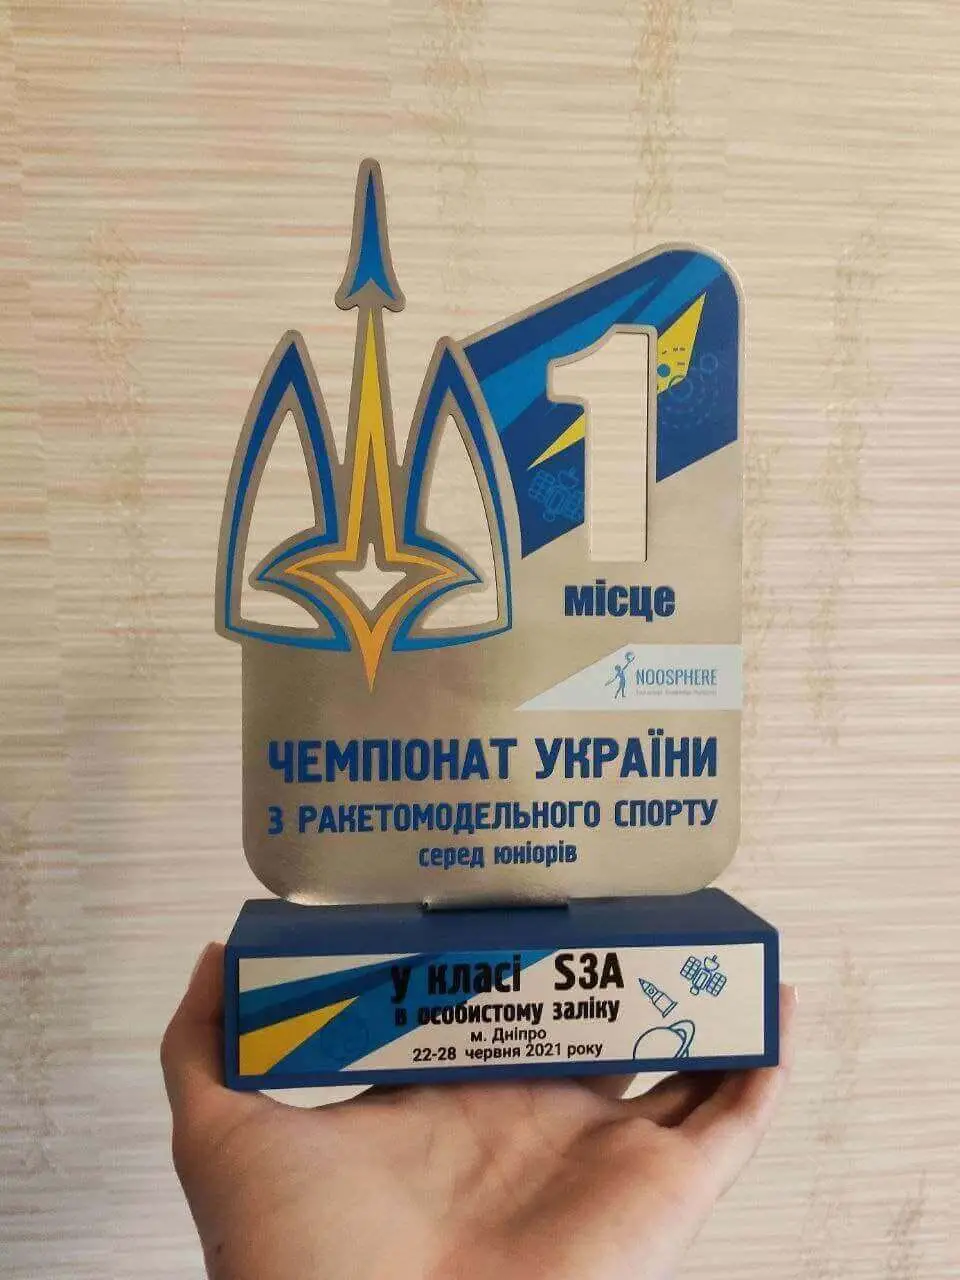 1
місце
NOOSPHERE
ЧЕМПІОНАТ УКРАЇНИ
З РАКЕТОМОДЕЛЬНОГО СПОРТУ
серед юніорів
у класі S3A
в особистому заліку
м. Дніпро
22-28 червня 2021 року